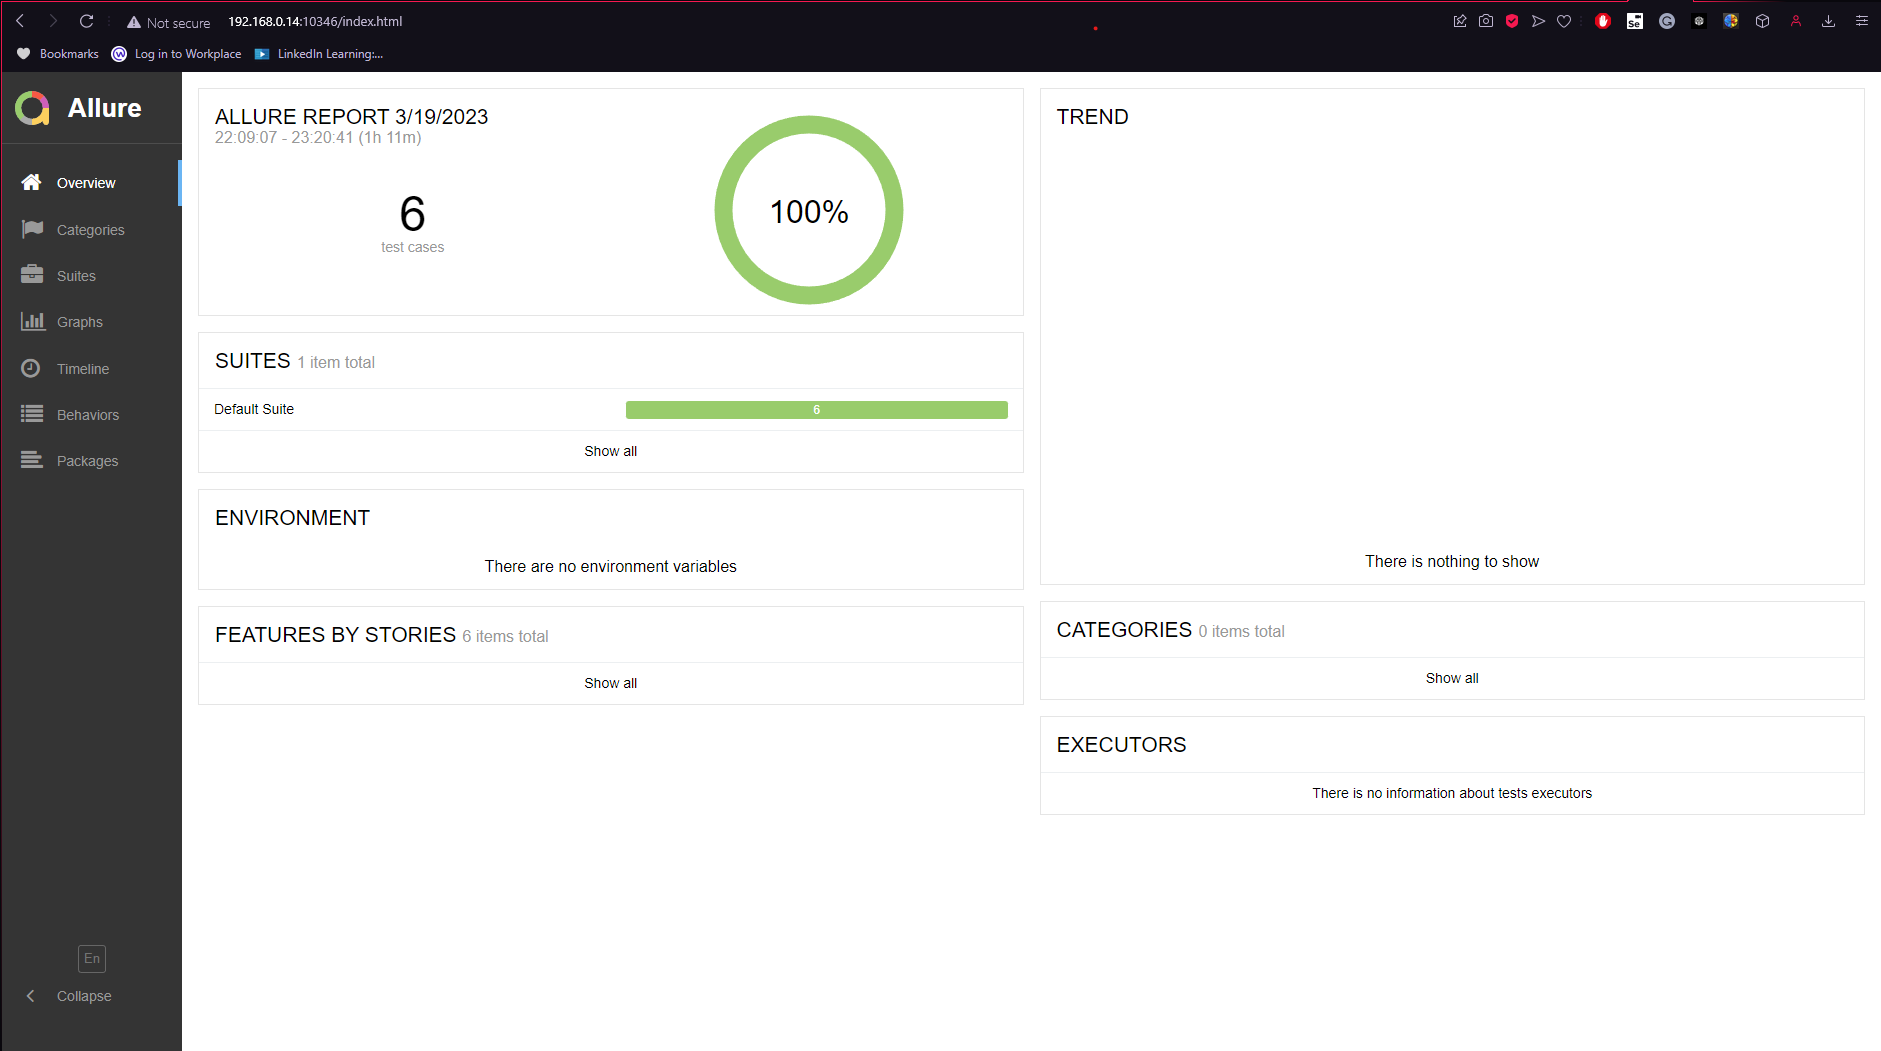 Not secure 192.168.0.14:10346/index.html
Se
Bookmarks Log in to Workplace LinkedIn Learning:...
Allure
Overview
Categories
Suites
Graphs
Timeline
Behaviors
Packages
En
Collapse
ALLURE REPORT 3/19/2023
22:09:07 - 23:20:41 (1h 11m)
6
test cases
100%
SUITES 1 item total
Default Suite 6
Show all
ENVIRONMENT
There are no environment variables
FEATURES BY STORIES 6 items total
Show all
TREND
There is nothing to show
CATEGORIES 0 items total
Show all
EXECUTORS
There is no information about tests executors